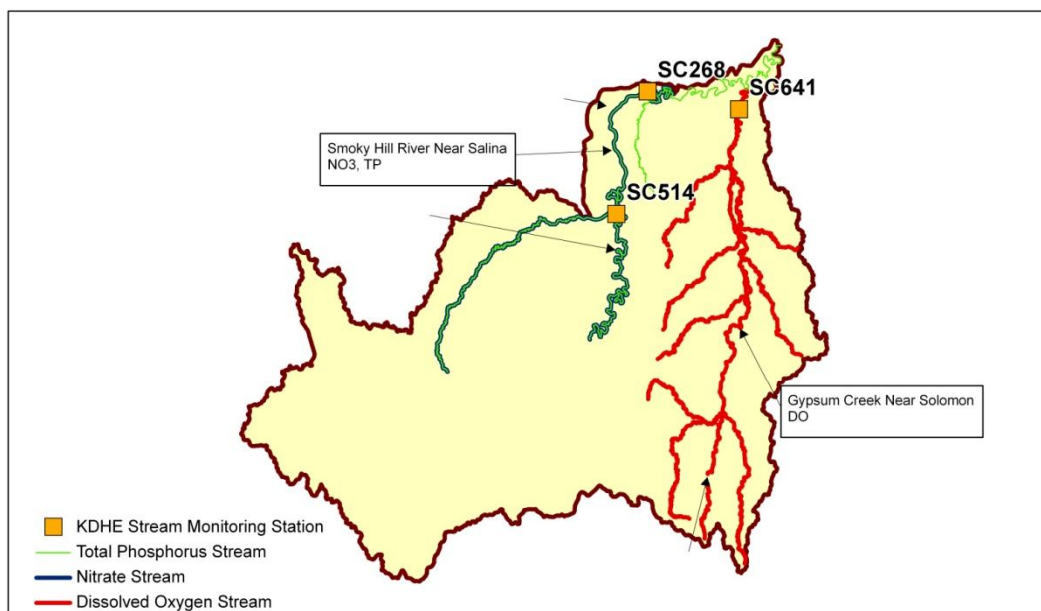 SC268
SC641
Smoky Hill River Near Salina
NO3, TP
SC514
Gypsum Creek Near Solomon
DO
KDHE Stream Monitoring Station
Total Phosphorus Stream
Nitrate Stream
Dissolved Oxygen Stream